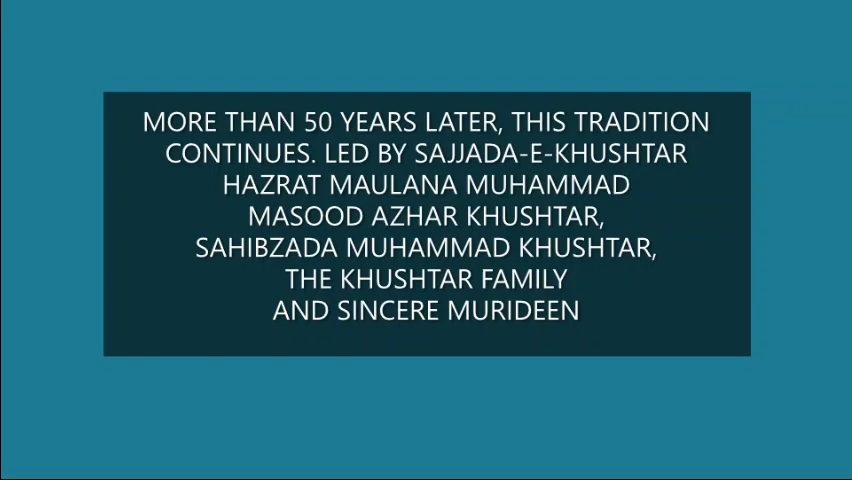 MORE THAN 50 YEARS LATER, THIS TRADITION
CONTINUES. LED BY SAJJADA-E-KHUSHTAR
HAZRAT MAULANA MUHAMMAD
MASOOD AZHAR KHUSHTAR,
SAHIBZADA MUHAMMAD KHUSHTAR,
THE KHUSHTAR FAMILY
AND SINCERE MURIDEEN